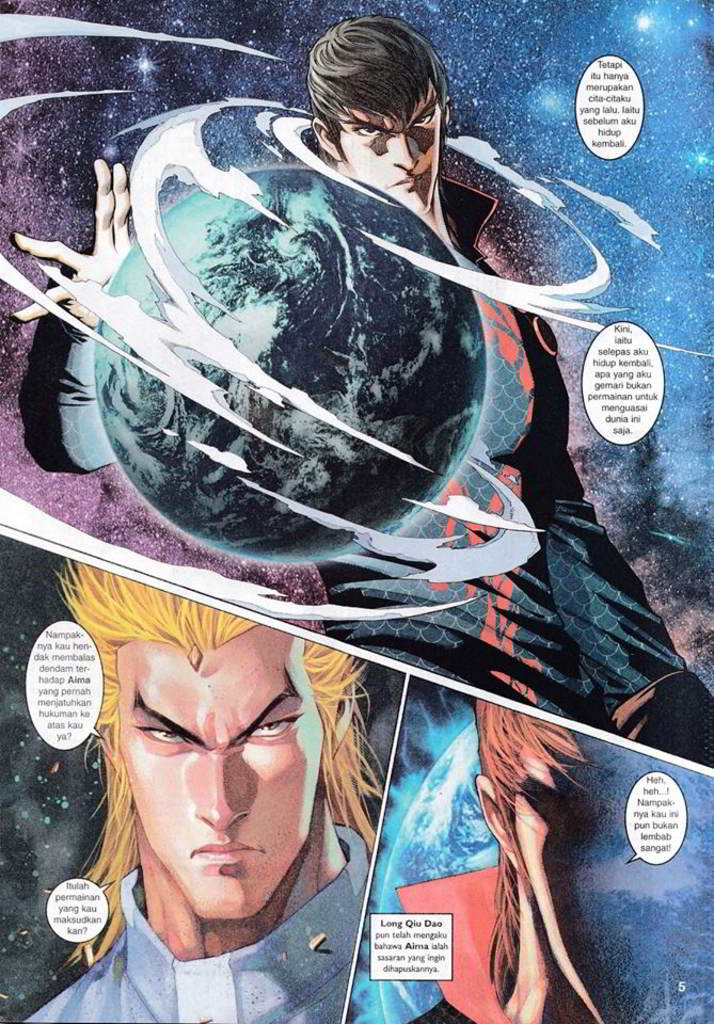 Tetapi
itu hanya
merupakan
cita-citaku
yang lalu. Iaitu
sebelum aku
hidup
kembali.
Kini,
iaitu
selepas aku
hidup kembali,
apa yang aku
gemari bukan
permainan untuk
menguasai
dunia ini
saja.
Nampak-
nya kau hen-
dak membalas
dendam ter-
hadap Aima
yang pernah
menjatuhkan
hukuman ke
atas kau
ya?
Itulah
permainan
yang kau
maksudkan
kan?
Heh,
heh...!
Nampak-
nya kau ini
pun bukan
lembab
sangat!
Long Qiu Dao
pun telah mengaku
bahawa Aima ialah
sasaran yang ingin
dihapuskannya.
5